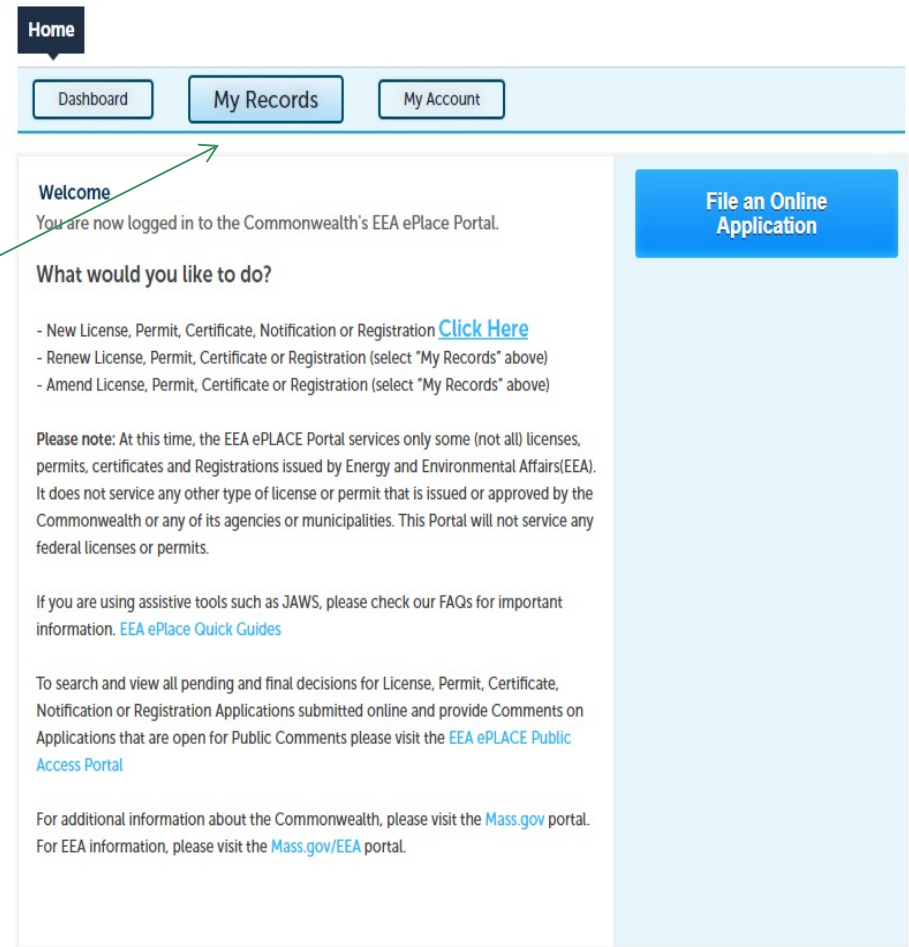 Home
Dashboard My Records My Account
Welcome
You are now logged in to the Commonwealth's EEA ePlace Portal.
File an Online
Application
What would you like to do?
- New License, Permit, Certificate, Notification or Registration Click Here
- Renew License, Permit, Certificate or Registration (select "My Records" above)
- Amend License, Permit, Certificate or Registration (select "My Records" above)
Please note: At this time, the EEA ePLACE Portal services only some (not all) licenses,
permits, certificates and Registrations issued by Energy and Environmental Affairs(EEA).
It does not service any other type of license or permit that is issued or approved by the
Commonwealth or any of its agencies or municipalities. This Portal will not service any
federal licenses or permits.
If you are using assistive tools such as JAWS, please check our FAQs for important
information. EEA ePlace Quick Guides
To search and view all pending and final decisions for License, Permit, Certificate,
Notification or Registration Applications submitted online and provide Comments on
Applications that are open for Public Comments please visit the EEA ePLACE Public
Access Portal
For additional information about the Commonwealth, please visit the Mass.gov portal.
For EEA information, please visit the Mass.gov/EEA portal.